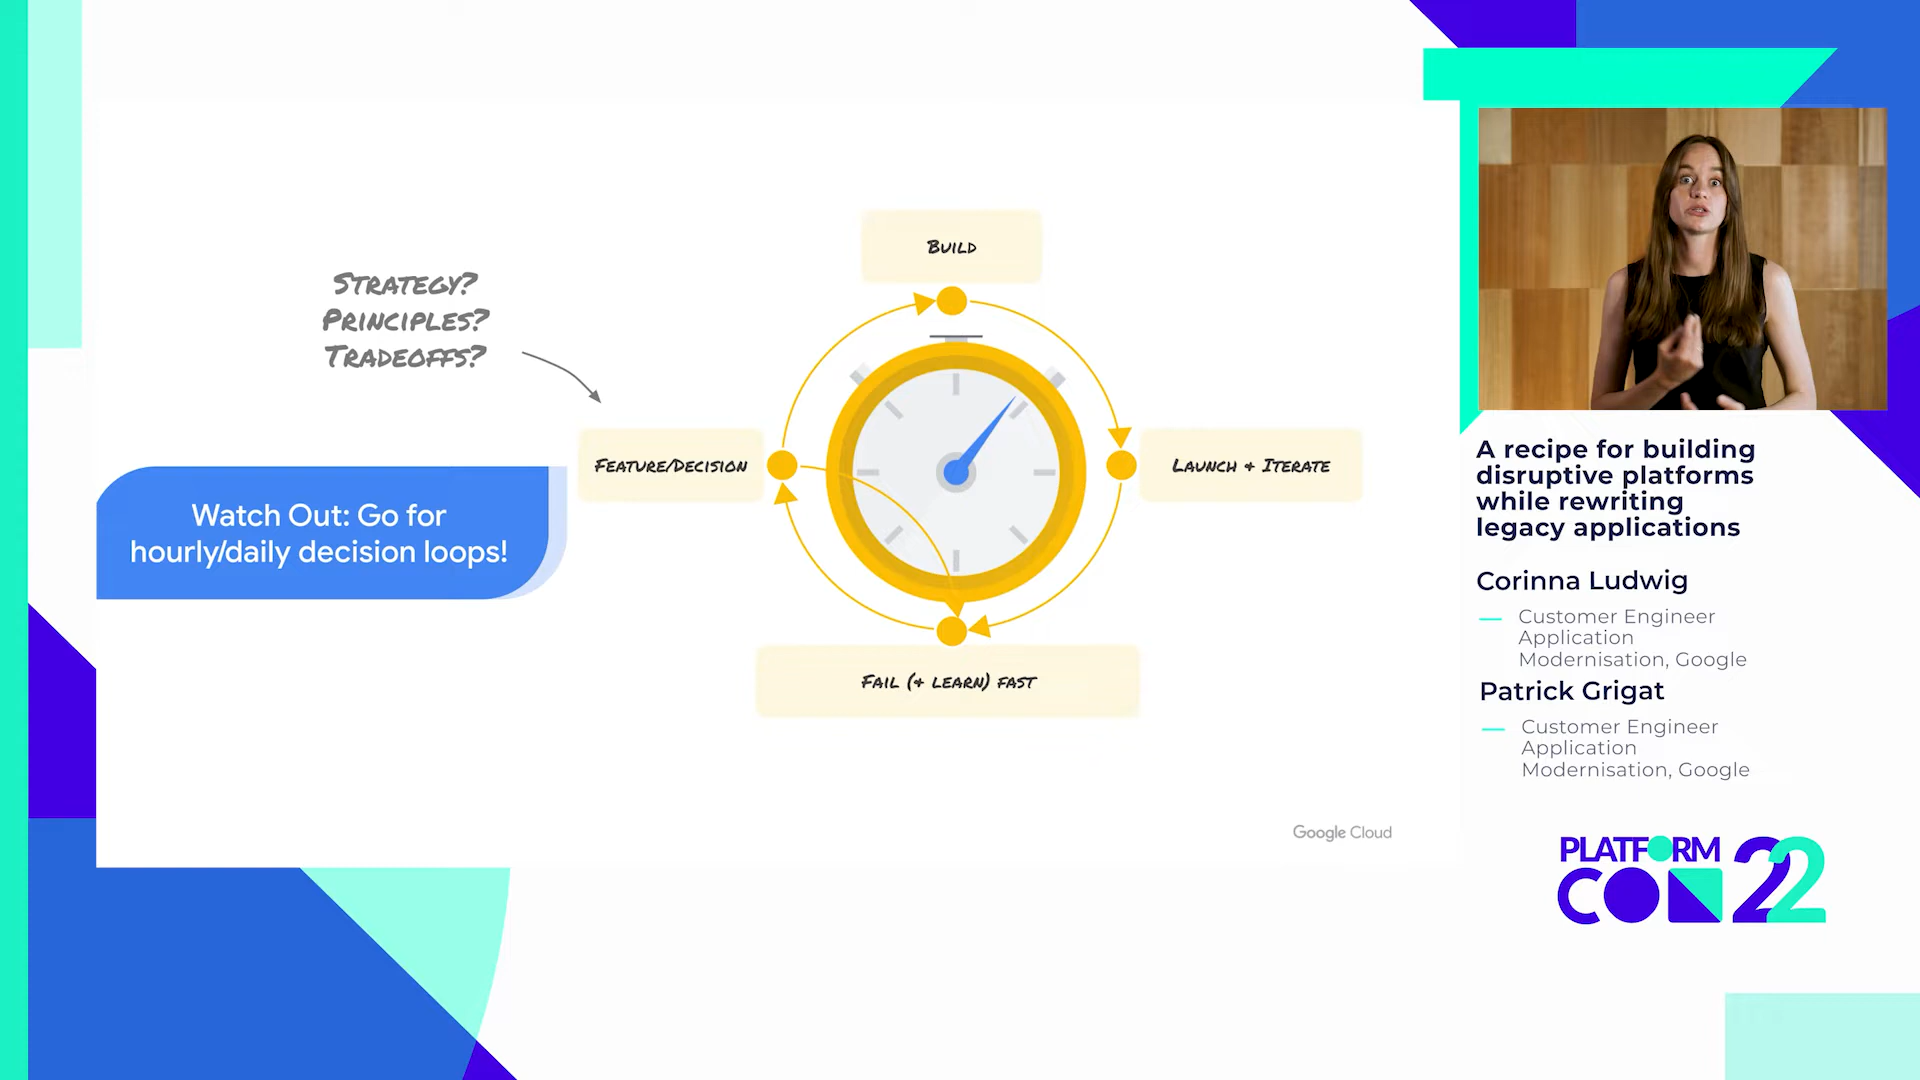 BUILD
STRATEGY?
PRINCIPLES?
TRADEOFFS?
FEATURE/DECISION
LAUNCH & ITERATE
Watch Out: Go for
hourly/daily decision loops!
FAIL (& LEARN) FAST
Google Cloud
A recipe for building
disruptive platforms
while rewriting
legacy applications
Corinna Ludwig
Customer Engineer
Application
Modernisation, Google
Patrick Grigat
Customer Engineer
Application
Modernisation, Google
PLATFORM
CON 22